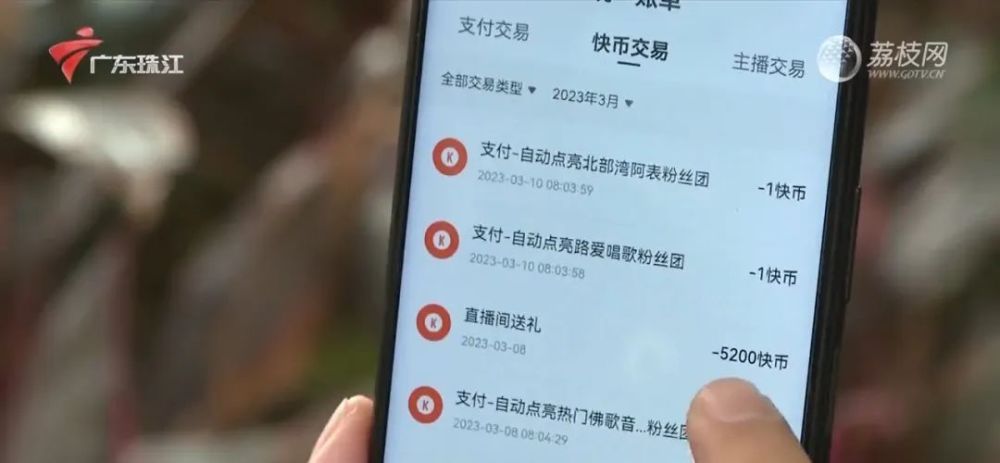 账单
广东珠江
荔枝网
WWW.GDTV.CN
支付交易
快币交易
主播交易
全部交易类型
2023年3月
支付-自动点亮北部湾阿表粉丝团
-1快币
2023-03-10 08:03:59
支付-自动点亮路爱唱歌粉丝团
-1快币
2023-03-10 08:03:58
直播间送礼
-5200快币
2023-03-08
支付-自动点亮热门佛歌音...粉丝团
2023-03-08 08:04:29